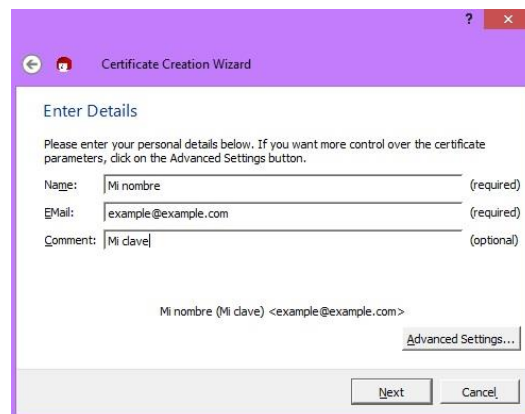 ? ×
Certificate Creation Wizard
Enter Details
Please enter your personal details below. If you want more control over the certificate
parameters, click on the Advanced Settings button.
Name: Mi nombre (required)
EMail: example@example.com (required)
Comment: Mi clave (optional)
Mi nombre (Mi clave) <example@example.com>
Advanced Settings...
Next Cancel